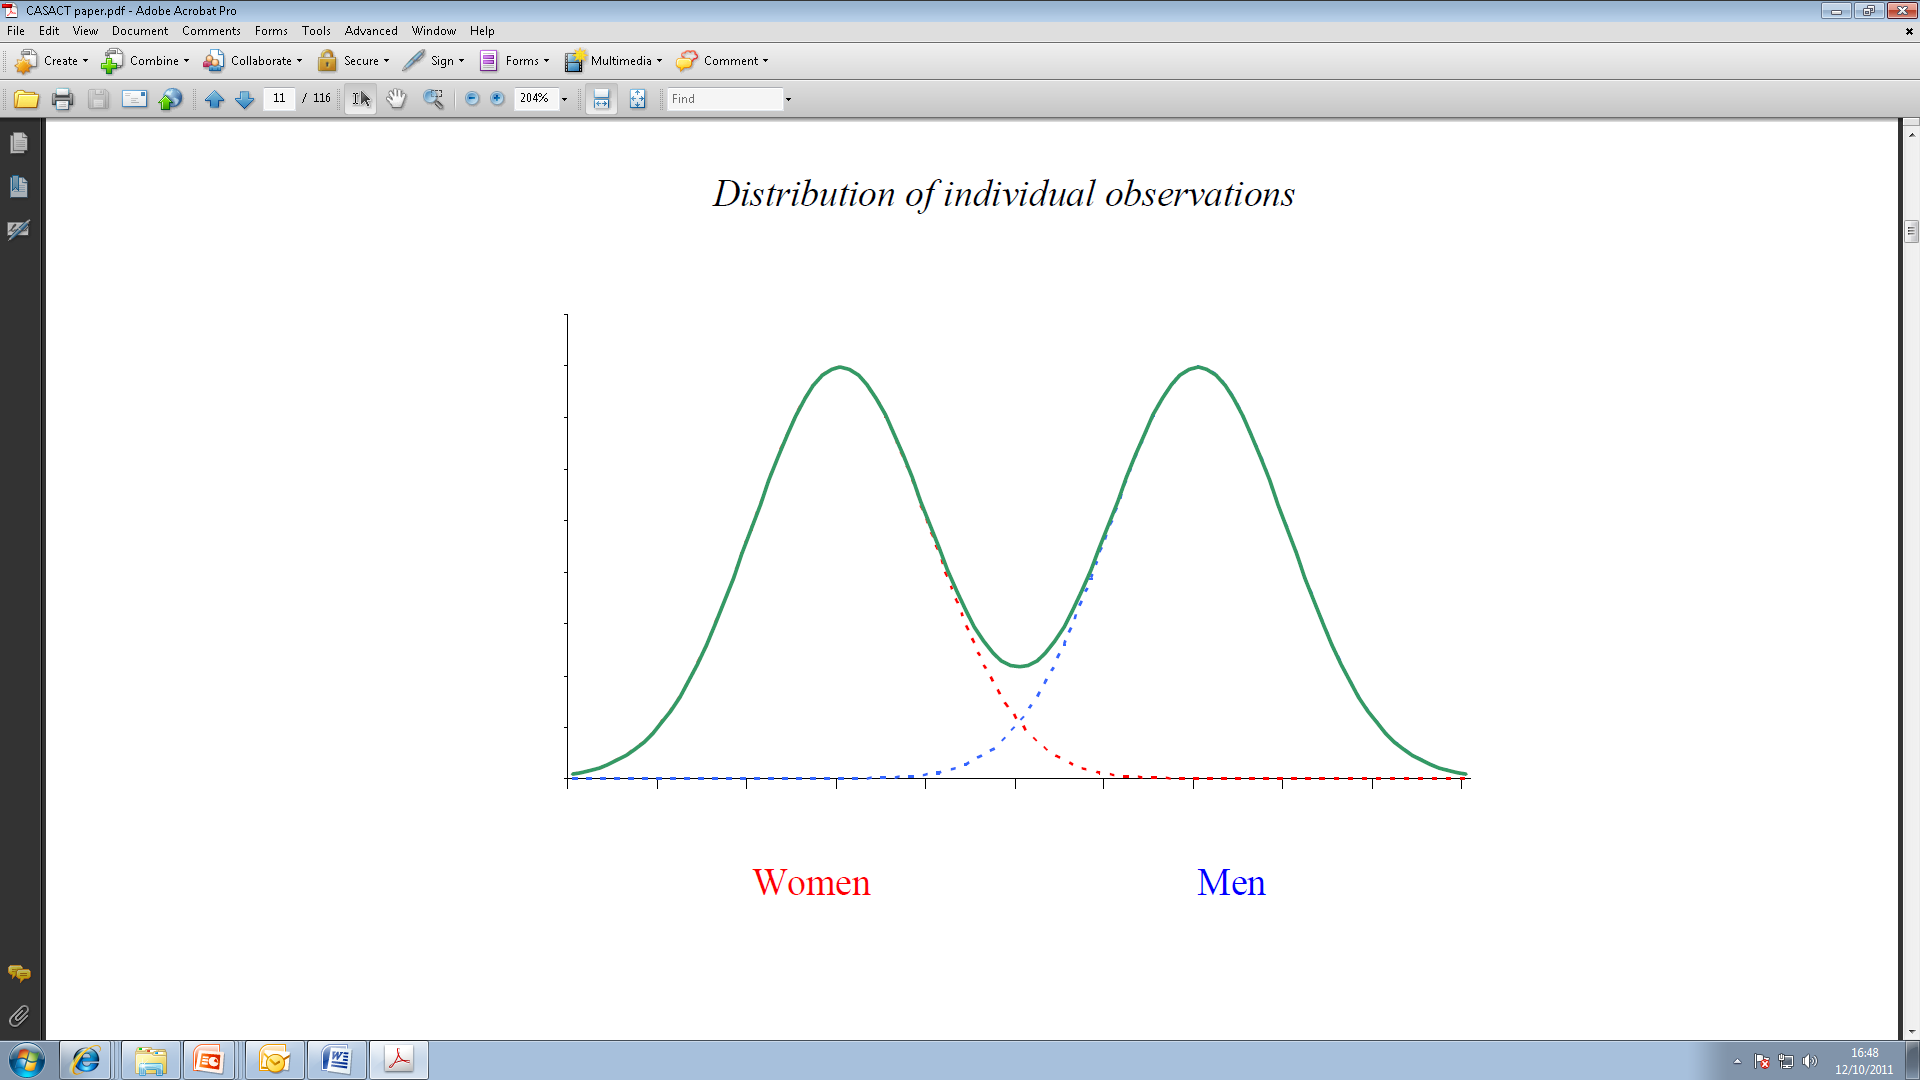 CASACT paper.pdf - Adobe Acrobat Pro
File Edit View Document Comments Forms Tools Advanced Window Help
Create Combine Collaborate Secure Sign Forms Multimedia Comment
11 / 116 204% Find
Distribution of individual observations
Women Men
16:48
12/10/2011